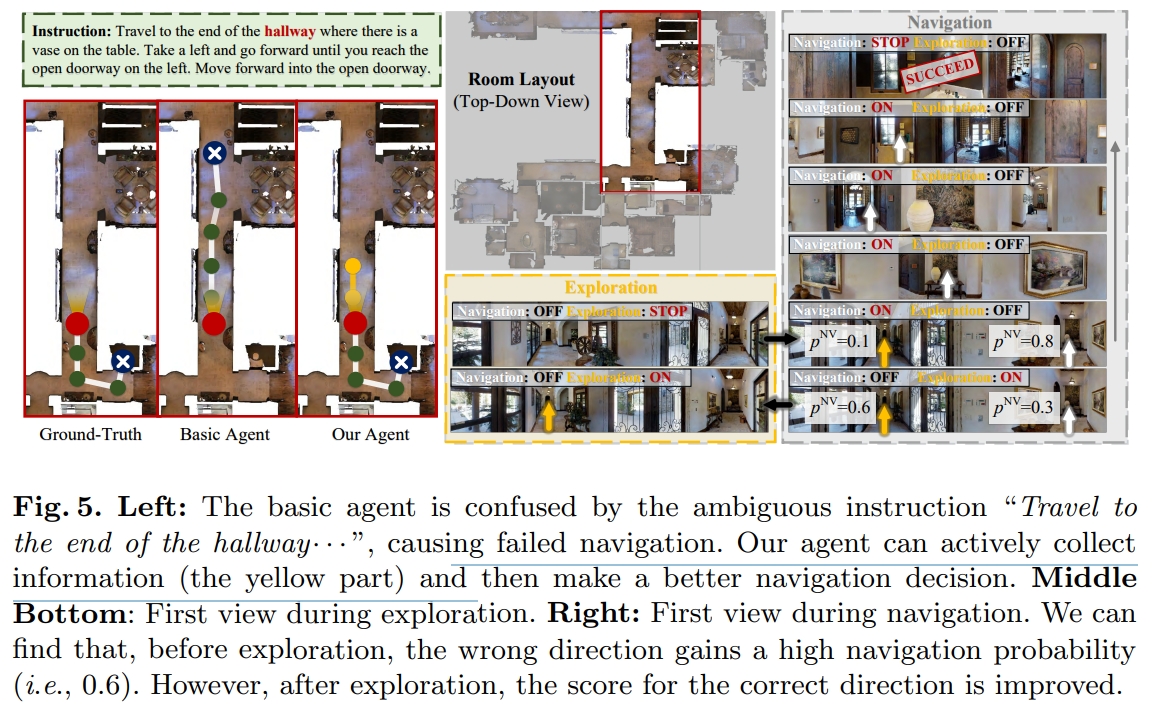 Instruction: Travel to the end of the hallway where there is a
vase on the table. Take a left and go forward until you reach the
open doorway on the left. Move forward into the open doorway.
Ground-Truth
Basic Agent
Our Agent
Room Layout
(Top-Down View)
Exploration
Navigation: OFF Exploration: STOP
Navigation: OFF Exploration: ON
Navigation
Navigation: STOP Exploration: OFF
SUCCEED
Navigation: ON Exploration: OFF
Navigation: ON Exploration: OFF
Navigation: ON Exploration: OFF
Navigation: ON Exploration: OFF
p^NV=0.1 p^NV=0.8
Navigation: OFF Exploration: ON
p^NV=0.6 p^NV=0.3
Fig. 5. Left: The basic agent is confused by the ambiguous instruction “Travel to
the end of the hallway···”, causing failed navigation. Our agent can actively collect
information (the yellow part) and then make a better navigation decision. Middle
Bottom: First view during exploration. Right: First view during navigation. We can
find that, before exploration, the wrong direction gains a high navigation probability
(i.e., 0.6). However, after exploration, the score for the correct direction is improved.